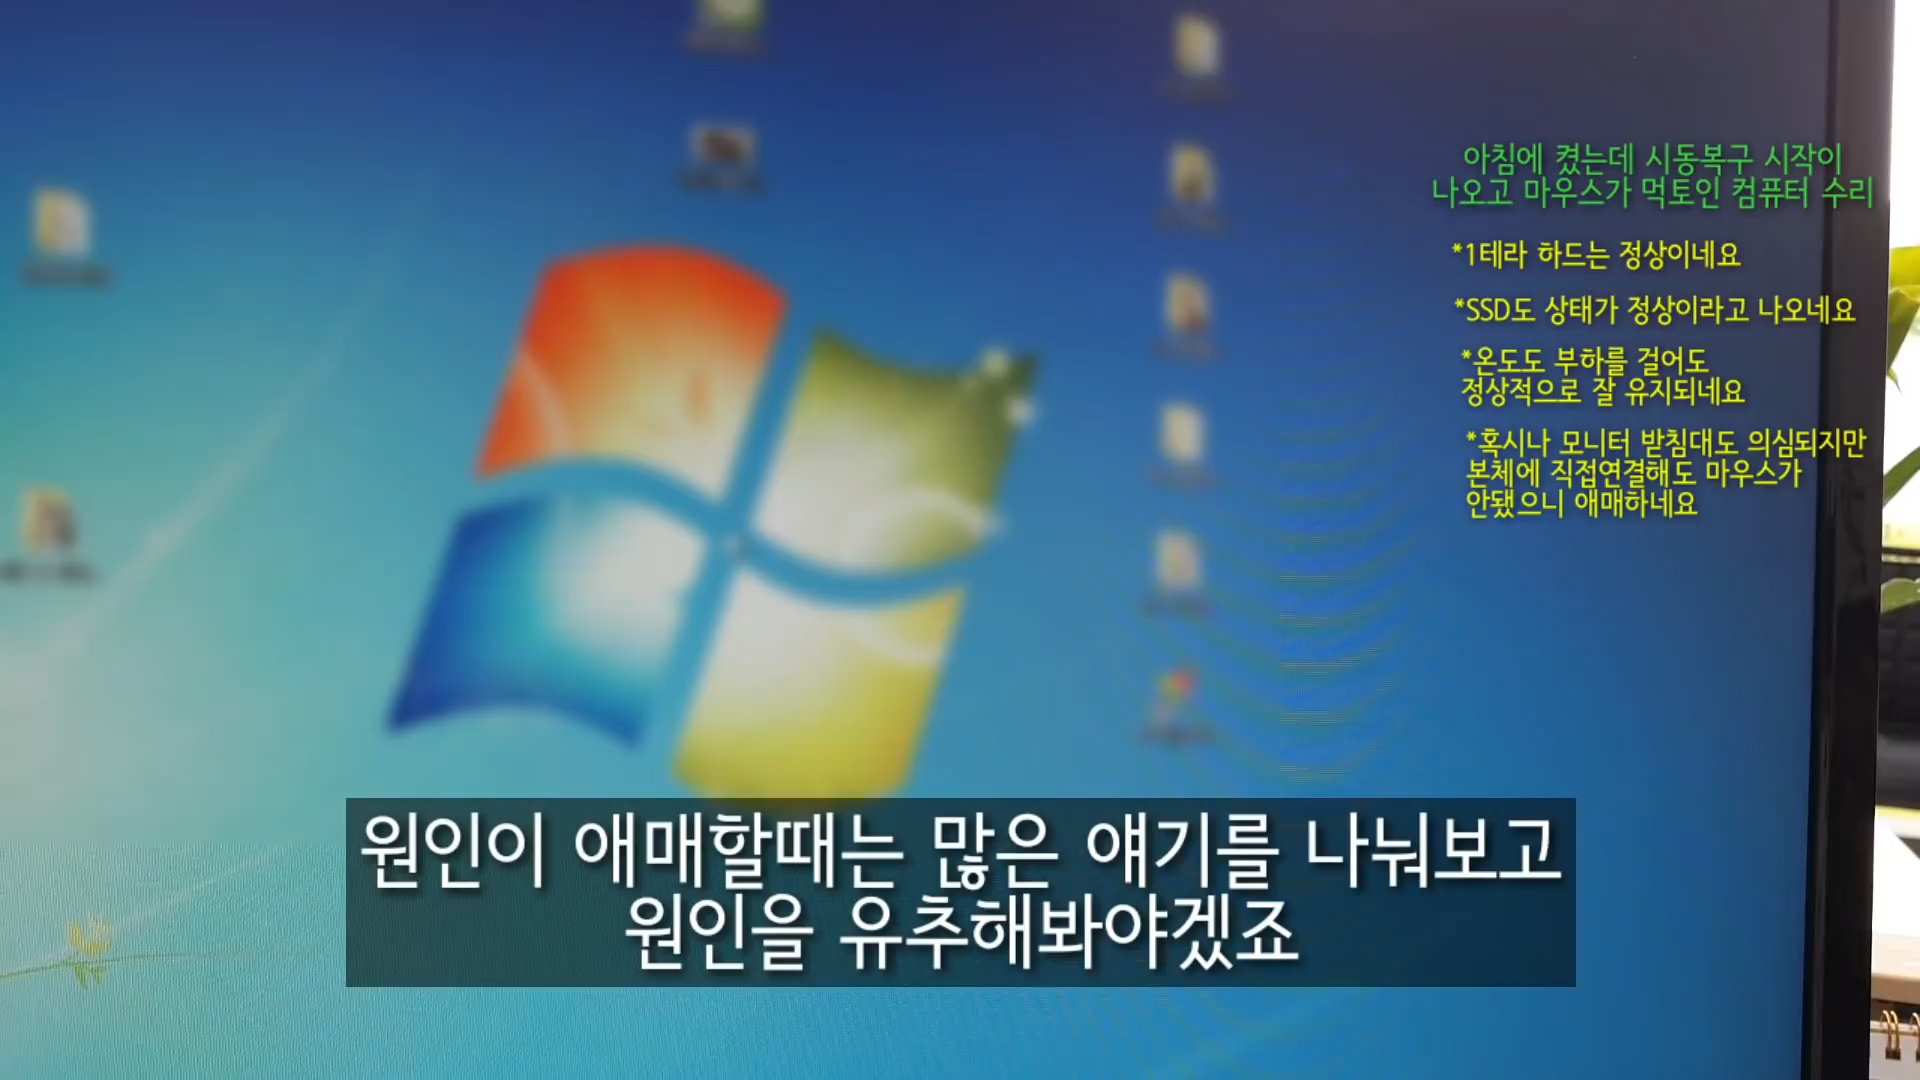 아침에 켰는데 시동복구 시작이
나오고 마우스가 먹토인 컴퓨터 수리
*1테라 하드는 정상이네요
*SSD도 상태가 정상이라고 나오네요
*온도도 부하를 걸어도
정상적으로 잘 유지되네요
*혹시나 모니터 받침대도 의심되지만
본체에 직접연결해도 마우스가
안됐으니 애매하네요
원인이 애매할때는 많은 얘기를 나눠보고
원인을 유추해봐야겠죠